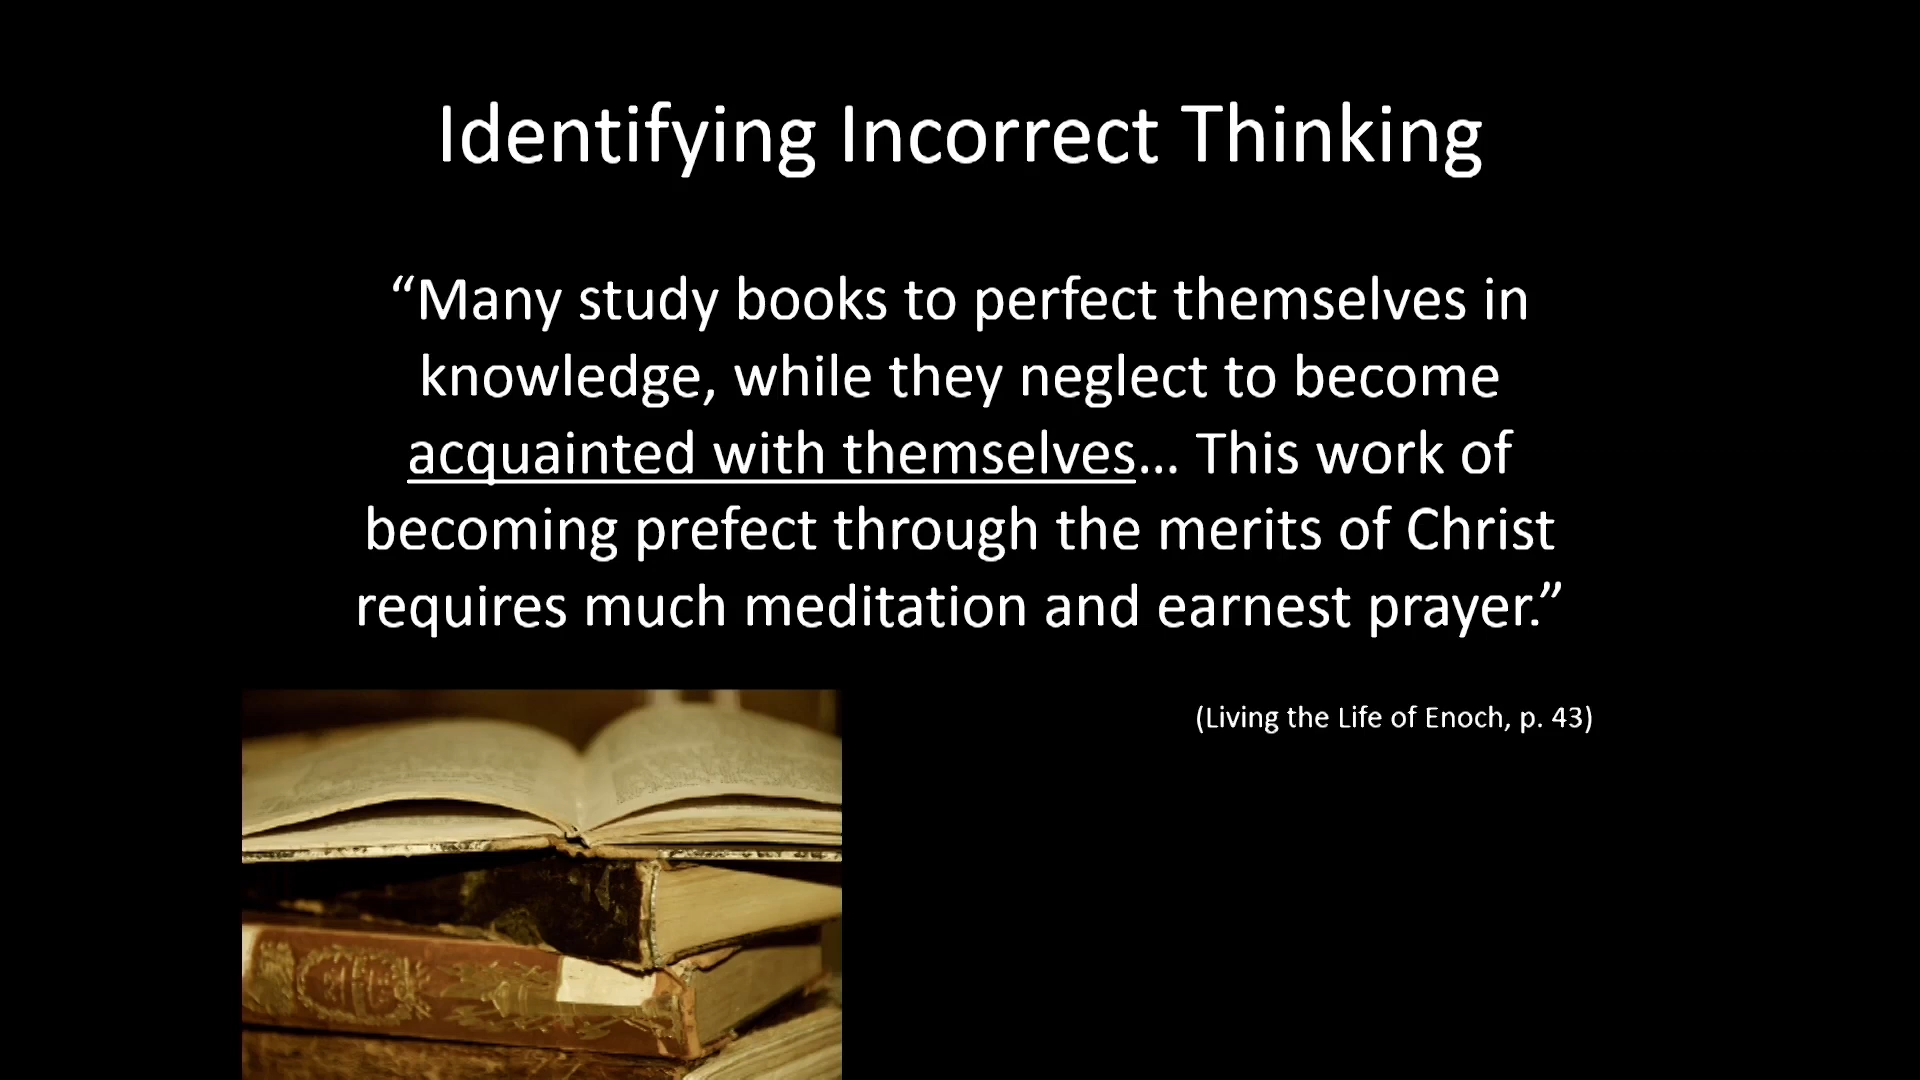 Identifying Incorrect Thinking
“Many study books to perfect themselves in
knowledge, while they neglect to become
acquainted with themselves... This work of
becoming prefect through the merits of Christ
requires much meditation and earnest prayer.”
(Living the Life of Enoch, p. 43)